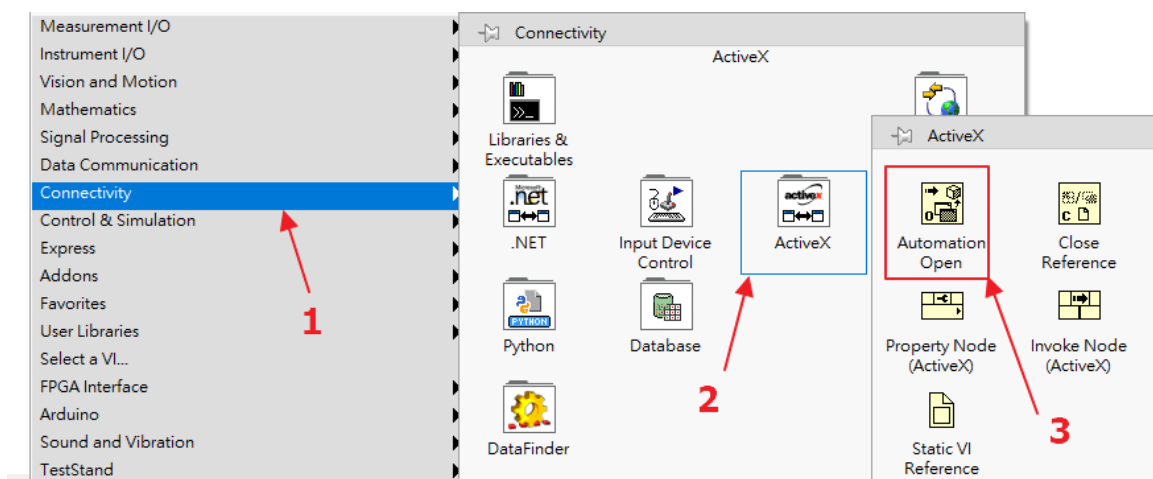 Measurement I/O
Instrument I/O
Vision and Motion
Mathematics
Signal Processing
Data Communication
Connectivity
Control & Simulation
Express
Addons
Favorites
User Libraries
Select a VI...
FPGA Interface
Arduino
Sound and Vibration
TestStand
1
Connectivity
ActiveX
Libraries &
Executables
Microsoft
.net
.NET
Input Device
Control
activex
ActiveX
PYTHON
Python
Database
DataFinder
2
ActiveX
Automation
Open
C
Close
Reference
Property Node
(ActiveX)
Invoke Node
(ActiveX)
Static VI
Reference
3